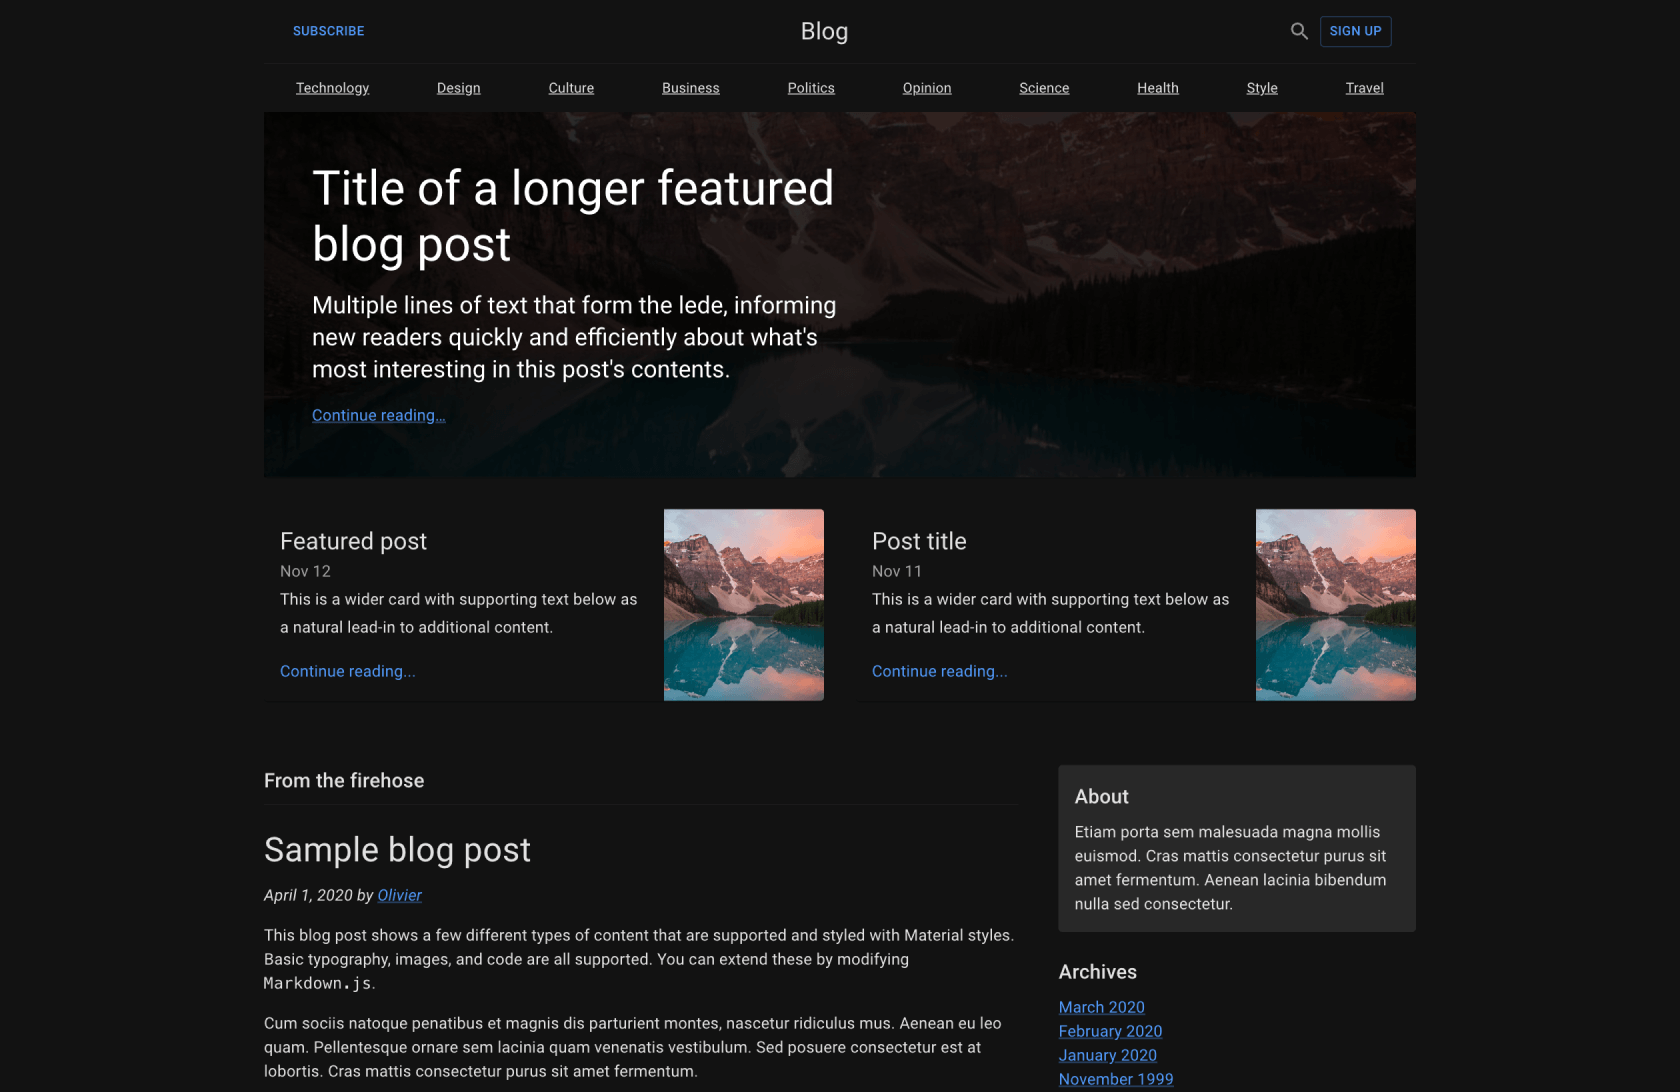 SUBSCRIBE
Blog
SIGN UP
Technology
Design
Culture
Business
Politics
Opinion
Science
Health
Style
Travel
Title of a longer featured
blog post
Multiple lines of text that form the lede, informing
new readers quickly and efficiently about what's
most interesting in this post's contents.
Continue reading…
Featured post
Nov 12
This is a wider card with supporting text below as
a natural lead-in to additional content.
Continue reading...
Post title
Nov 11
This is a wider card with supporting text below as
a natural lead-in to additional content.
Continue reading...
From the firehose
Sample blog post
April 1, 2020 by Olivier
This blog post shows a few different types of content that are supported and styled with Material styles.
Basic typography, images, and code are all supported. You can extend these by modifying
Markdown.js.
Cum sociis natoque penatibus et magnis dis parturient montes, nascetur ridiculus mus. Aenean eu leo
quam. Pellentesque ornare sem lacinia quam venenatis vestibulum. Sed posuere consectetur est at
lobortis. Cras mattis consectetur purus sit amet fermentum.
About
Etiam porta sem malesuada magna mollis
euismod. Cras mattis consectetur purus sit
amet fermentum. Aenean lacinia bibendum
nulla sed consectetur.
Archives
March 2020
February 2020
January 2020
November 1999